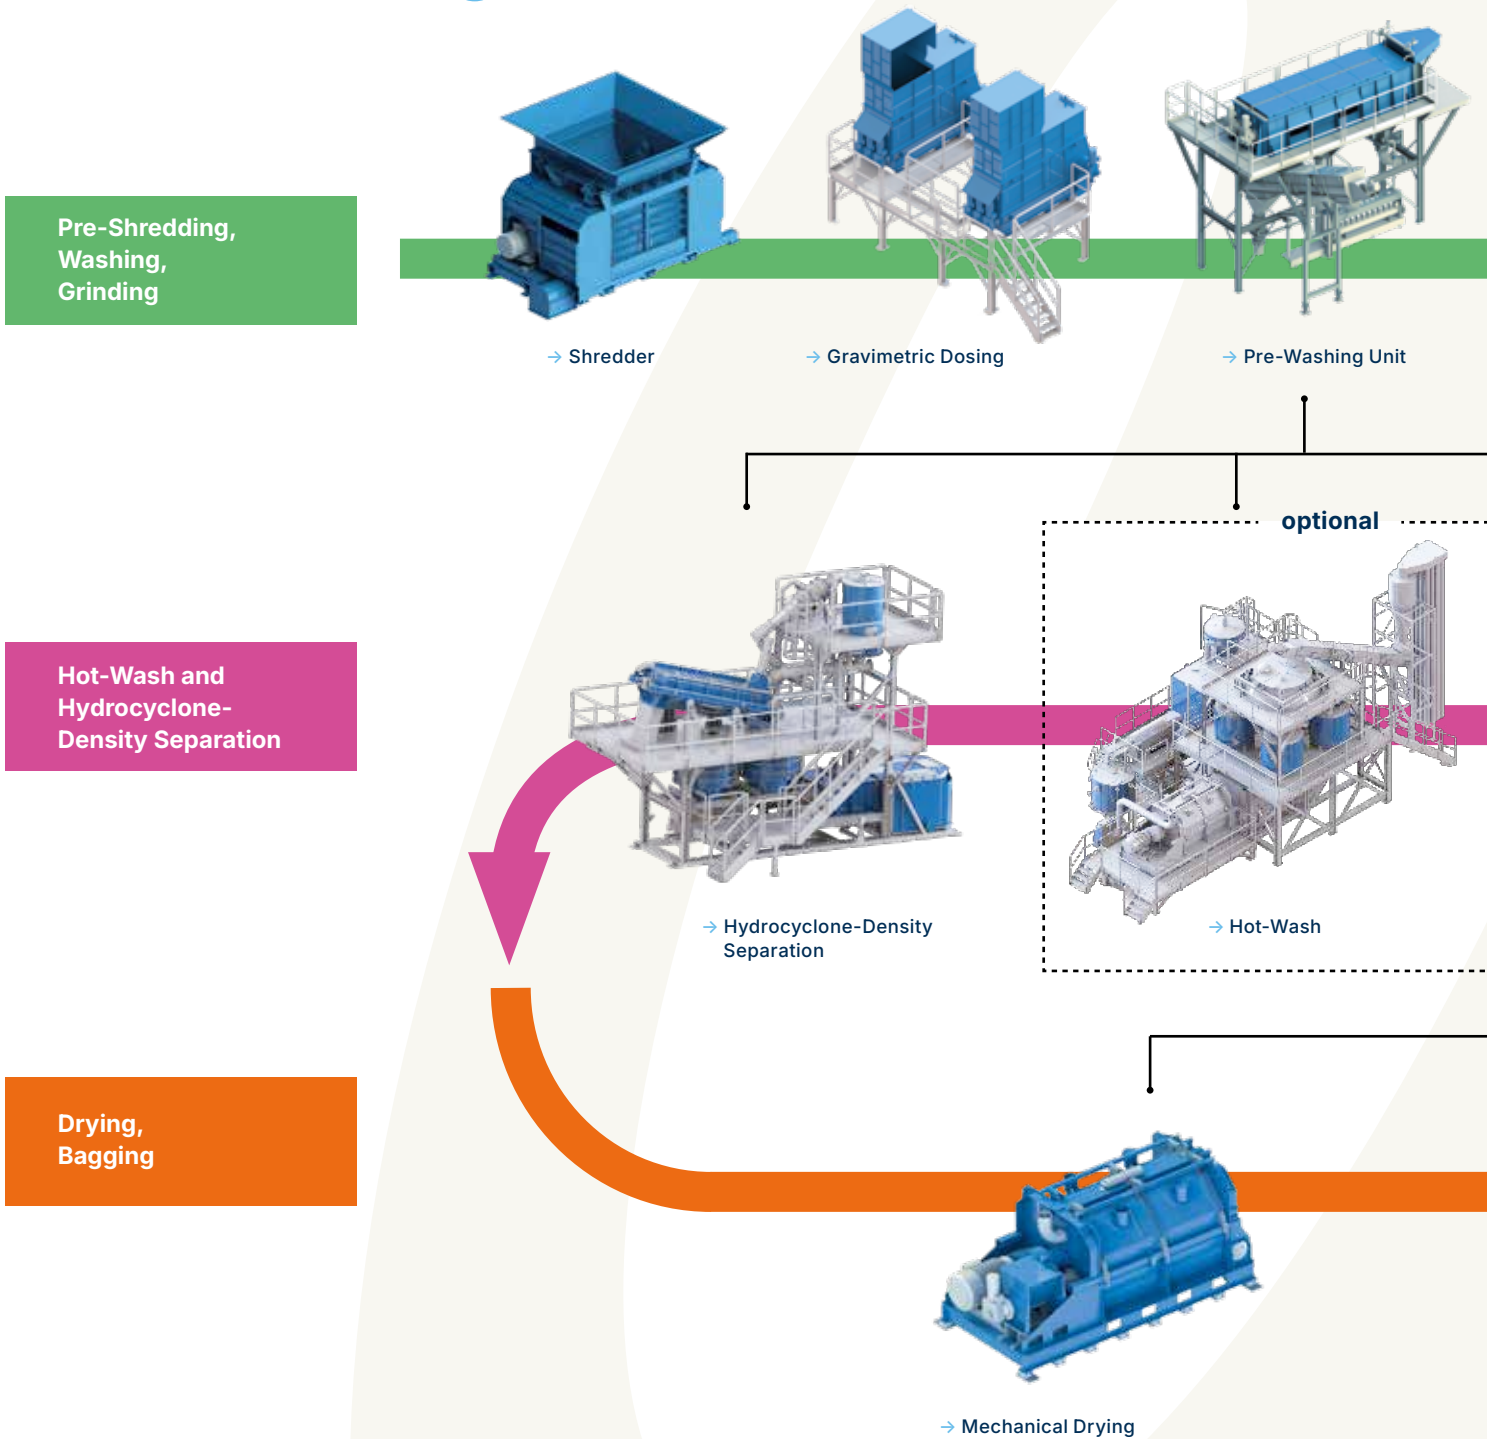 Pre-Shredding,
Washing,
Grinding
→ Shredder
→ Gravimetric Dosing
→ Pre-Washing Unit
optional
Hot-Wash and
Hydrocyclone-
Density Separation
→ Hydrocyclone-Density
Separation
→ Hot-Wash
Drying,
Bagging
→ Mechanical Drying